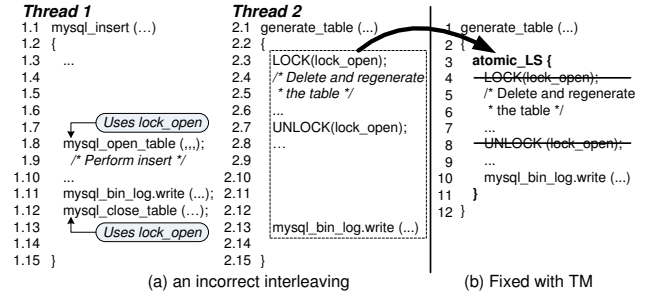 Thread 1
1.1 mysql_insert (…)
1.2 {
1.3 ...
1.4
1.5
1.6
1.7 Uses lock_open
1.8 mysql_open_table (,,,);
1.9 /* Perform insert */
1.10 ...
1.11 mysql_bin_log.write (...);
1.12 mysql_close_table (…);
1.13 Uses lock_open
1.14
1.15 }
Thread 2
2.1 generate_table (...)
2.2 {
2.3 LOCK(lock_open);
2.4 /* Delete and regenerate
2.5 * the table */
2.6 ...
2.7 UNLOCK(lock_open);
2.8 …
2.9
2.10
2.11
2.12
2.13 mysql_bin_log.write (...)
2.14
2.15 }
(a) an incorrect interleaving
1 generate_table (...)
2 {
3 atomic_LS {
4 LOCK(lock_open);
5 /* Delete and regenerate
6 * the table */
7 ...
8 UNLOCK (lock_open);
9 ...
10 mysql_bin_log.write (...)
11 }
12 }
(b) Fixed with TM